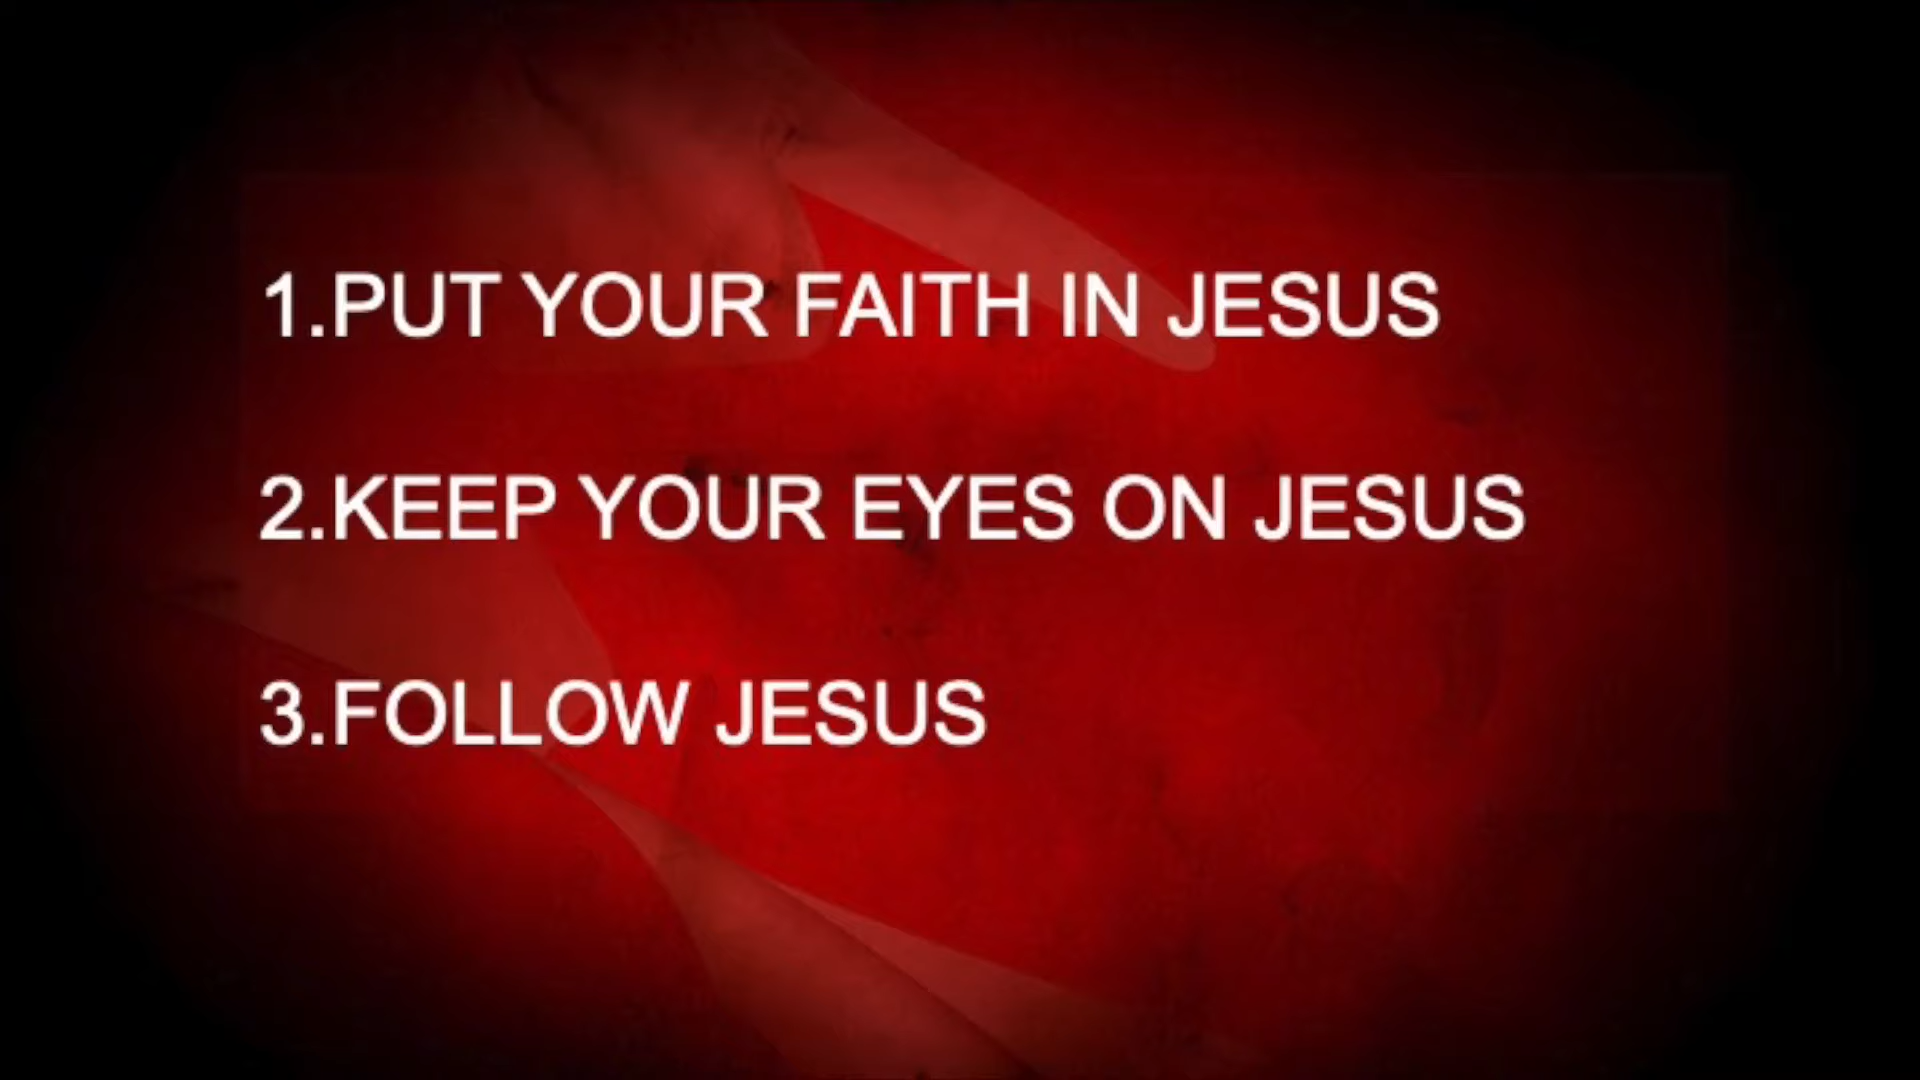 1.PUT YOUR FAITH IN JESUS
2.KEEP YOUR EYES ON JESUS
3.FOLLOW JESUS